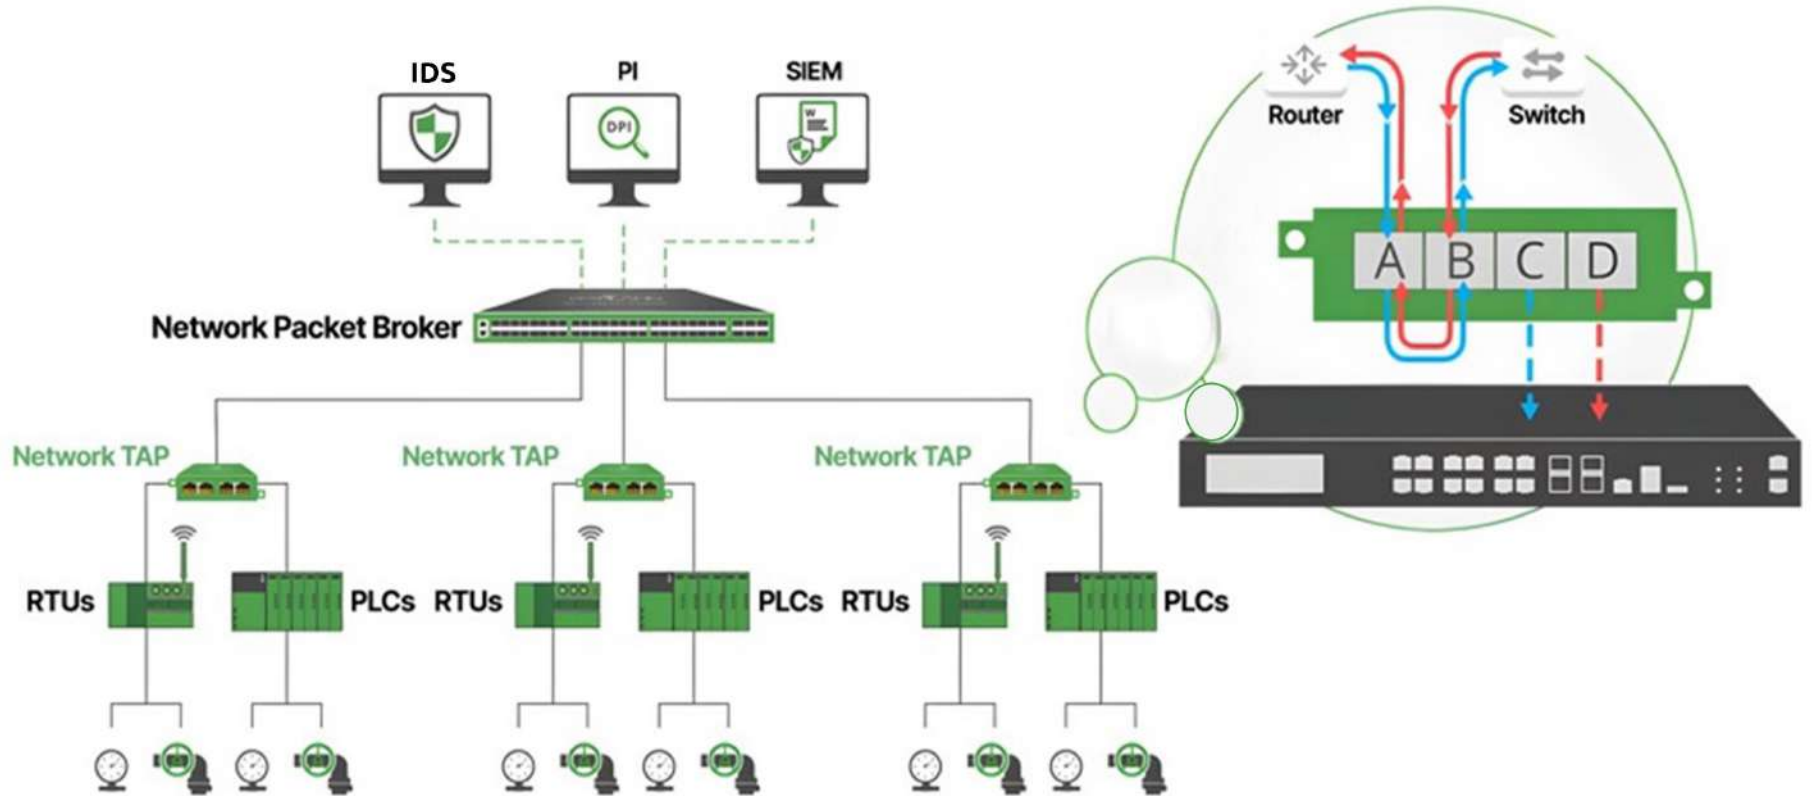 IDS
PI
SIEM
DPI
W
Router
Switch
A B C D
Network Packet Broker
Network TAP
Network TAP
Network TAP
RTUs
PLCs
RTUs
PLCs
RTUs
PLCs